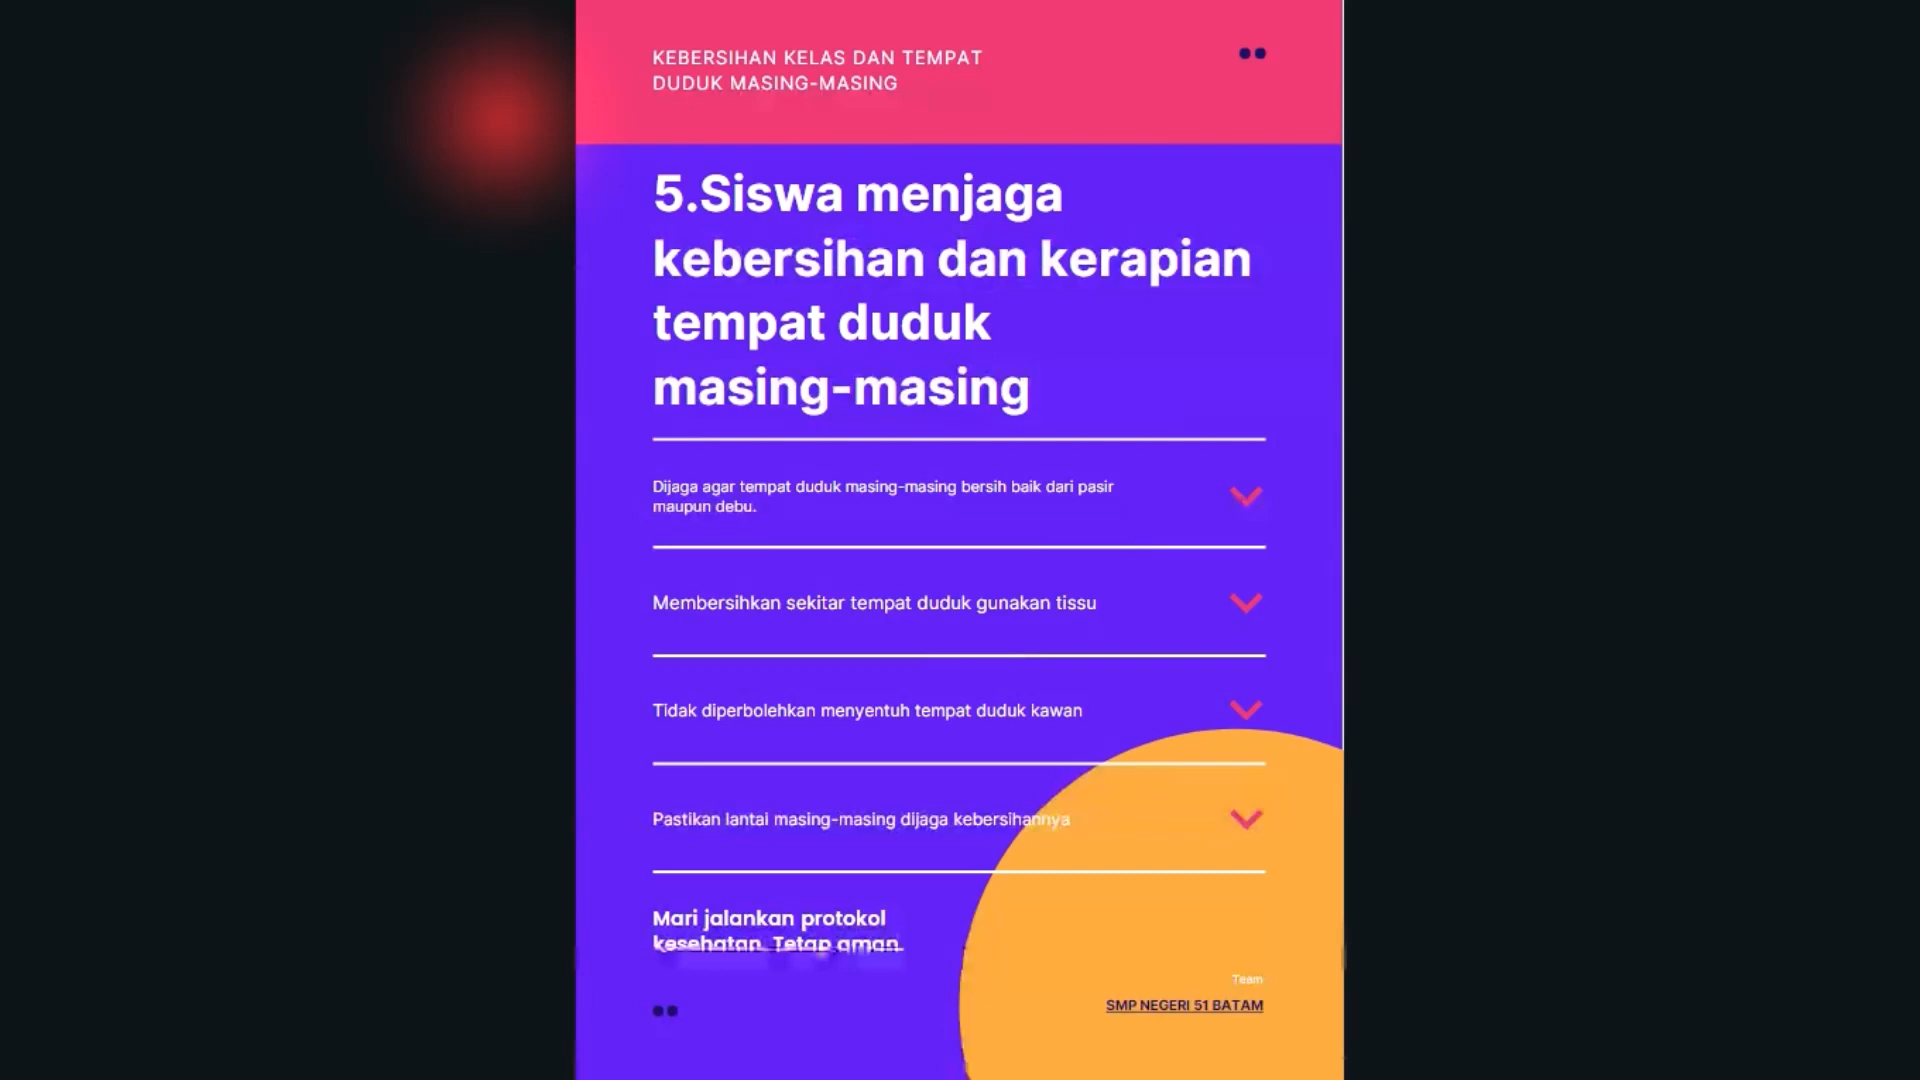 KEBERSIHAN KELAS DAN TEMPAT
DUDUK MASING-MASING
5.Siswa menjaga
kebersihan dan kerapian
tempat duduk
masing-masing
Dijaga agar tempat duduk masing-masing bersih baik dari pasir
maupun debu.
Membersihkan sekitar tempat duduk gunakan tissu
Tidak diperbolehkan menyentuh tempat duduk kawan
Pastikan lantai masing-masing dijaga kebersihannya
Mari jalankan protokol
kesehatan. Tetap aman.
Team
SMP NEGERI 51 BATAM